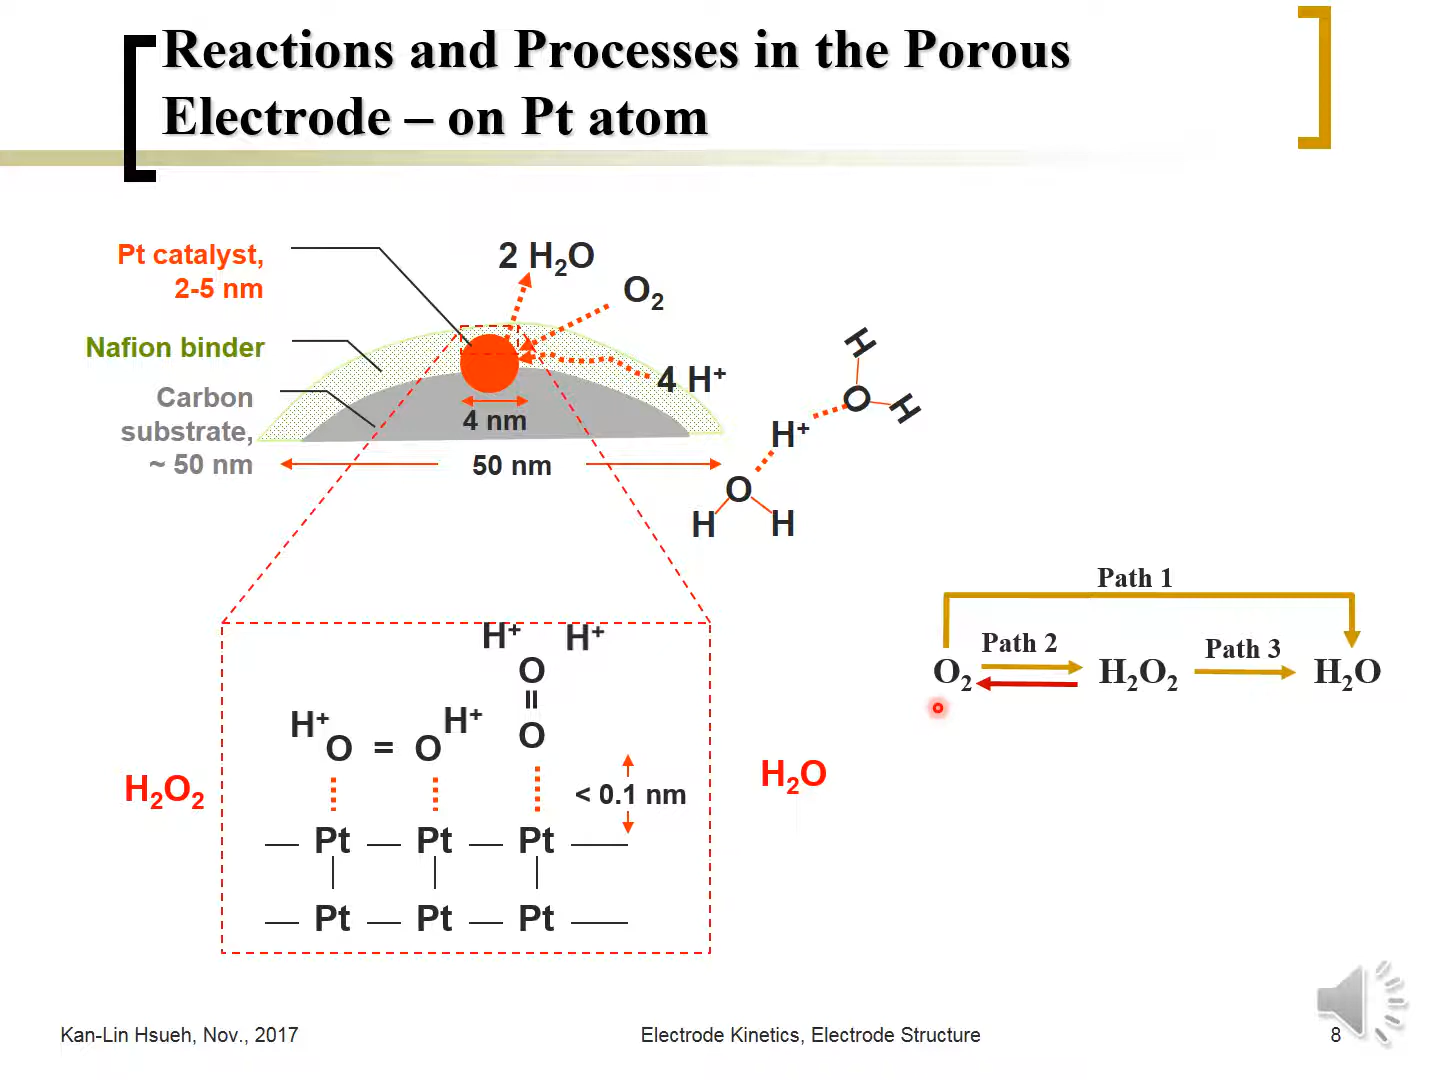 Reactions and Processes in the Porous
Electrode – on Pt atom
Pt catalyst,
2-5 nm
Nafion binder
Carbon
substrate,
~ 50 nm
2 H₂O
O₂
4 H⁺
4 nm
50 nm
H
O H
H⁺
O
H H
Path 1
Path 2 Path 3
O₂ H₂O₂ H₂O
H⁺ H⁺
O
=
O
H⁺ H⁺
O = O
H₂O₂
< 0.1 nm
H₂O
— Pt — Pt — Pt —
— Pt — Pt — Pt —
Kan-Lin Hsueh, Nov., 2017
Electrode Kinetics, Electrode Structure
8